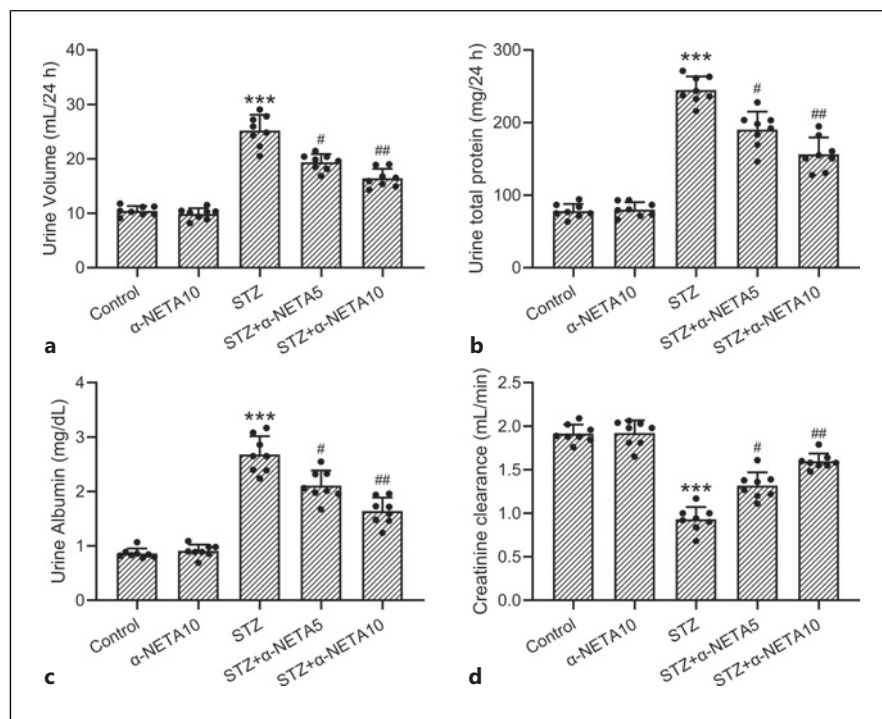 Urine Volume (mL/24 h)
40
30
20
10
0
***
#
##
Control
α-NETA10
STZ
STZ+α-NETA5
STZ+α-NETA10
a
Urine total protein (mg/24 h)
300
200
100
0
***
#
##
Control
α-NETA10
STZ
STZ+α-NETA5
STZ+α-NETA10
b
Urine Albumin (mg/dL)
4
3
2
1
0
***
#
##
Control
α-NETA10
STZ
STZ+α-NETA5
STZ+α-NETA10
c
Creatinine clearance (mL/min)
2.5
2.0
1.5
1.0
0.5
0.0
***
#
##
Control
α-NETA10
STZ
STZ+α-NETA5
STZ+α-NETA10
d